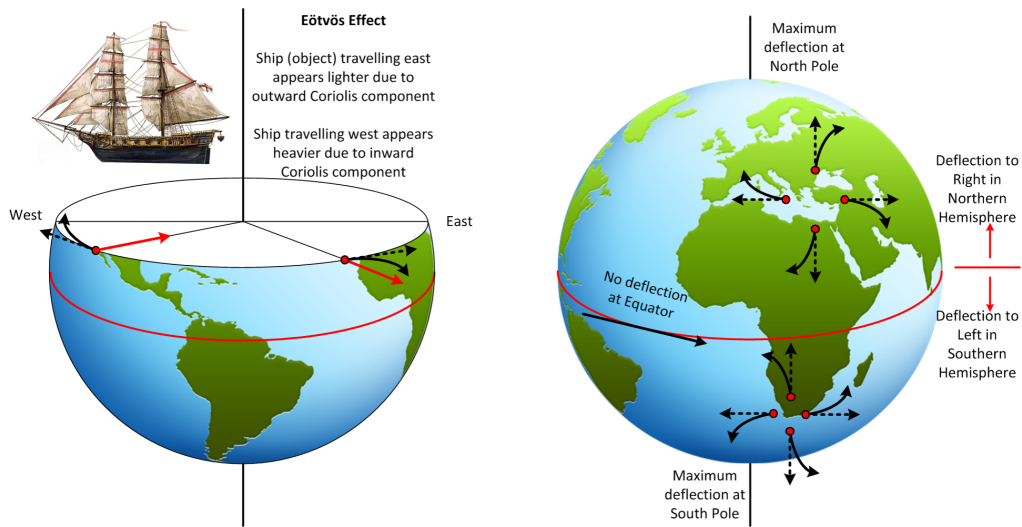 Eötvös Effect
Ship (object) travelling east
appears lighter due to
outward Coriolis component
Ship travelling west appears
heavier due to inward
Coriolis component
West
East
Maximum
deflection at
North Pole
Deflection to
Right in
Northern
Hemisphere
No deflection
at Equator
Deflection to
Left in
Southern
Hemisphere
Maximum
deflection at
South Pole